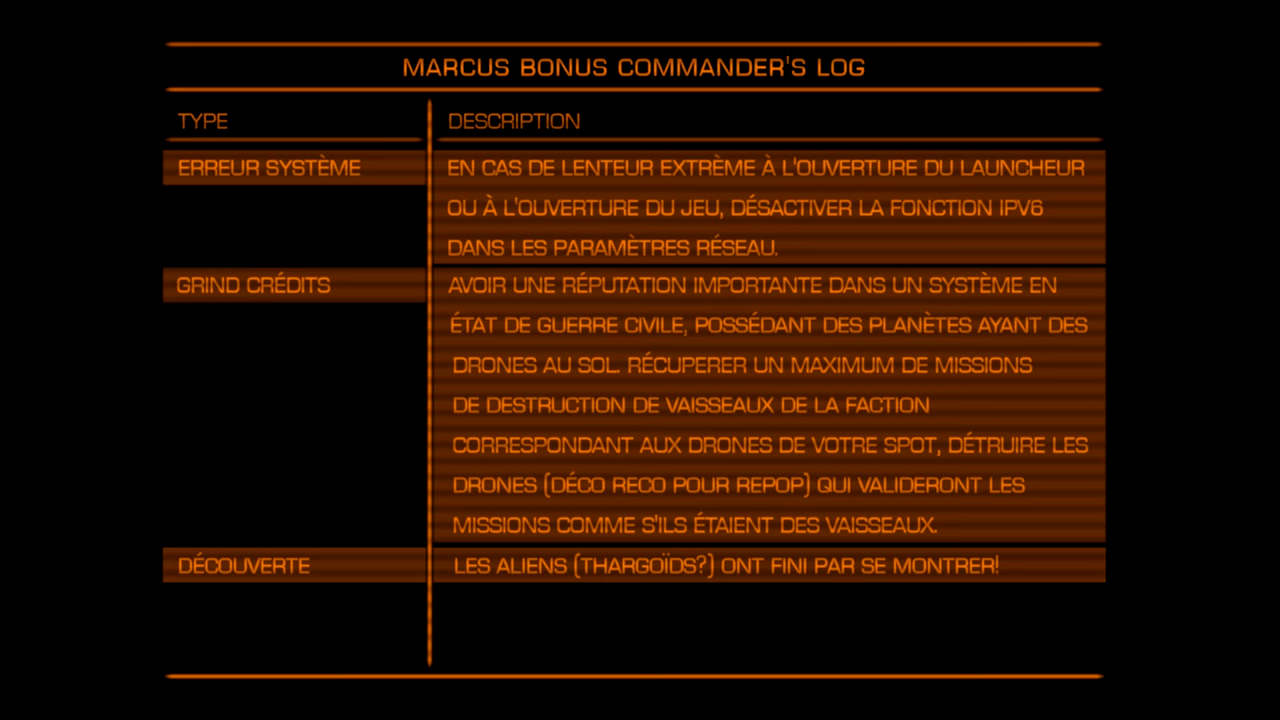 MARCUS BONUS COMMANDER'S LOG
TYPE
DESCRIPTION
ERREUR SYSTÈME
EN CAS DE LENTEUR EXTRÈME À L'OUVERTURE DU LAUNCHEUR
OU À L'OUVERTURE DU JEU, DÉSACTIVER LA FONCTION IPV6
DANS LES PARAMÈTRES RÉSEAU.
GRIND CRÉDITS
AVOIR UNE RÉPUTATION IMPORTANTE DANS UN SYSTÈME EN
ÉTAT DE GUERRE CIVILE, POSSÉDANT DES PLANÈTES AYANT DES
DRONES AU SOL. RÉCUPERER UN MAXIMUM DE MISSIONS
DE DESTRUCTION DE VAISSEAUX DE LA FACTION
CORRESPONDANT AUX DRONES DE VOTRE SPOT, DÉTRUIRE LES
DRONES (DÉCO RECO POUR REPOP) QUI VALIDERONT LES
MISSIONS COMME S'ILS ÉTAIENT DES VAISSEAUX.
DÉCOUVERTE
LES ALIENS (THARGOÏDS?) ONT FINI PAR SE MONTRER!